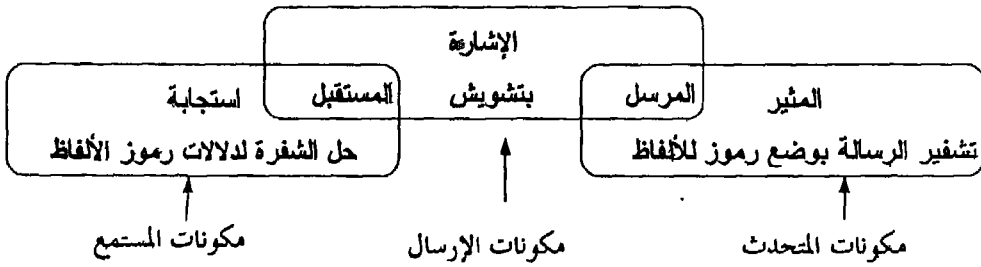 الإشارة
المثير المرسل بتشويش المستقبل استجابة
تشفير الرسالة بوضع رموز للألفاظ حل الشفرة لدلالات رموز الألفاظ
مكونات المتحدث مكونات الإرسال مكونات المستمع